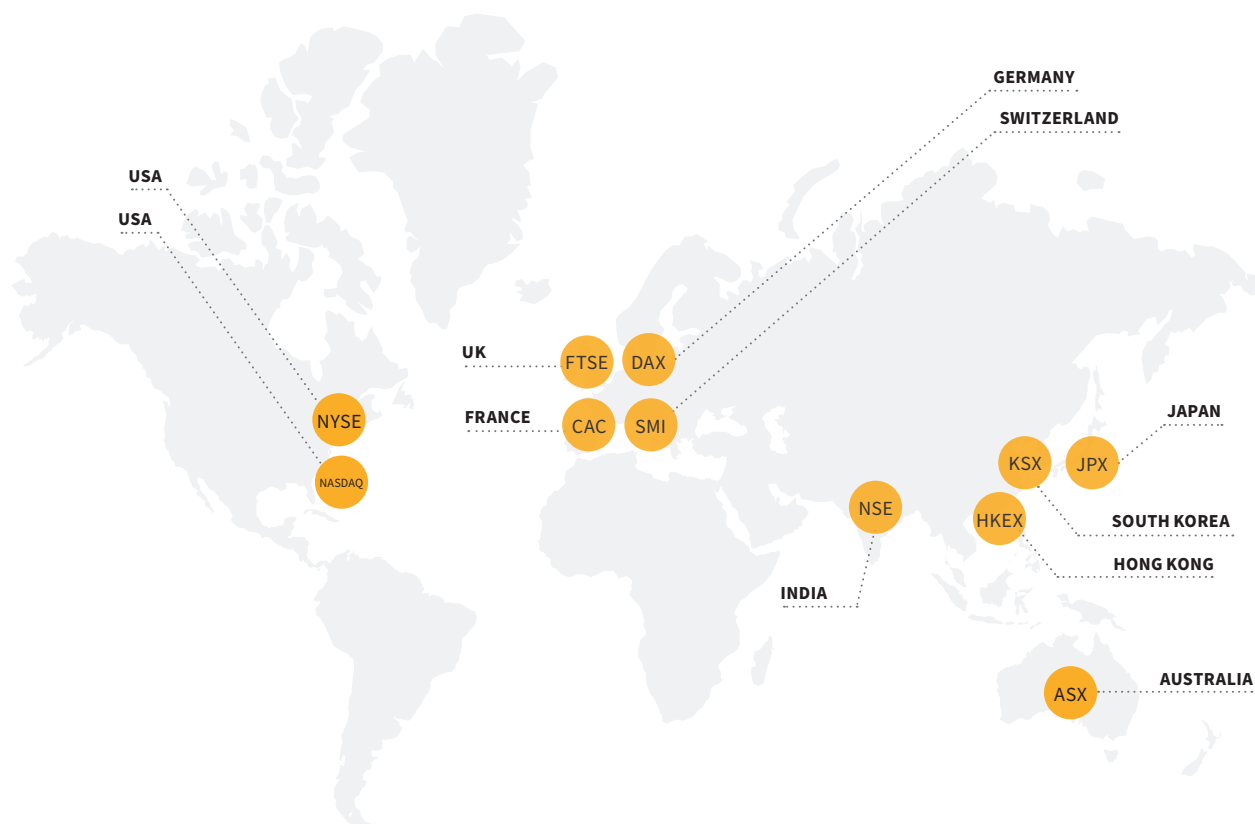 GERMANY
SWITZERLAND
USA
USA
UK
FTSE
DAX
FRANCE
CAC
SMI
NYSE
NASDAQ
JAPAN
KSX
JPX
NSE
HKEX
SOUTH KOREA
HONG KONG
INDIA
AUSTRALIA
ASX